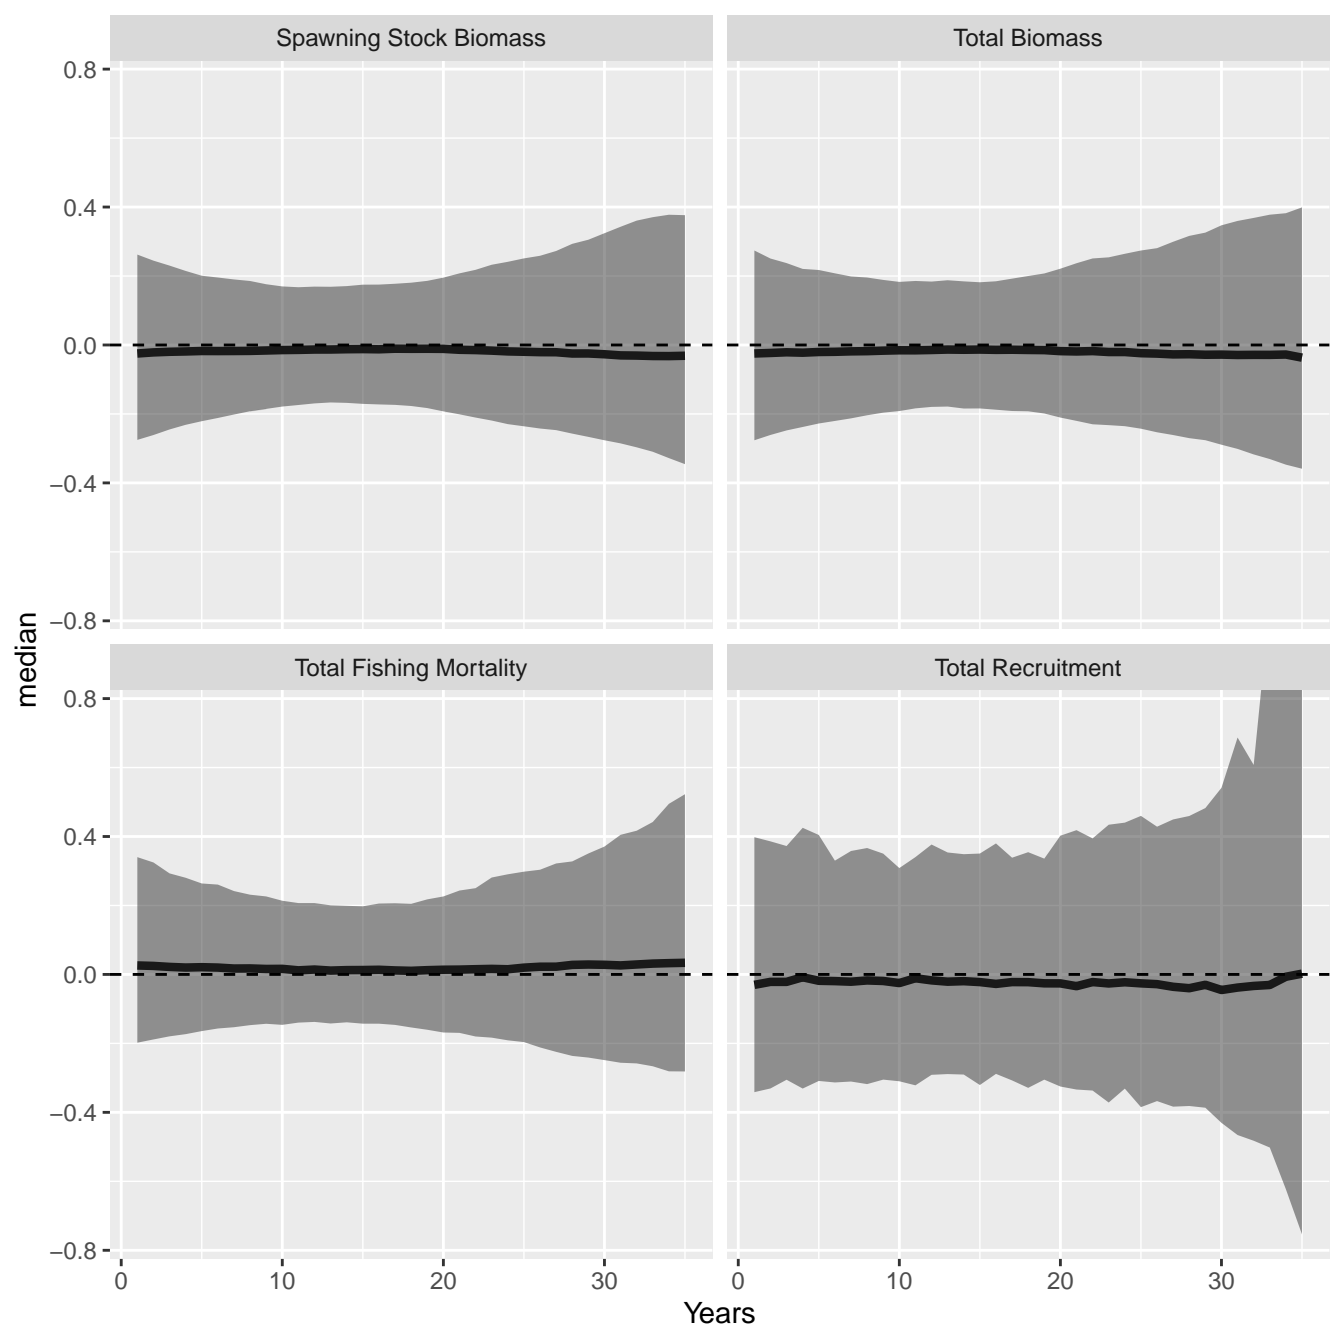 Spawning Stock Biomass
Total Biomass
0.8
0.4
0.0
−0.4
−0.8
median
Total Fishing Mortality
Total Recruitment
0.8
0.4
0.0
−0.4
−0.8
0 10 20 30
0 10 20 30
Years